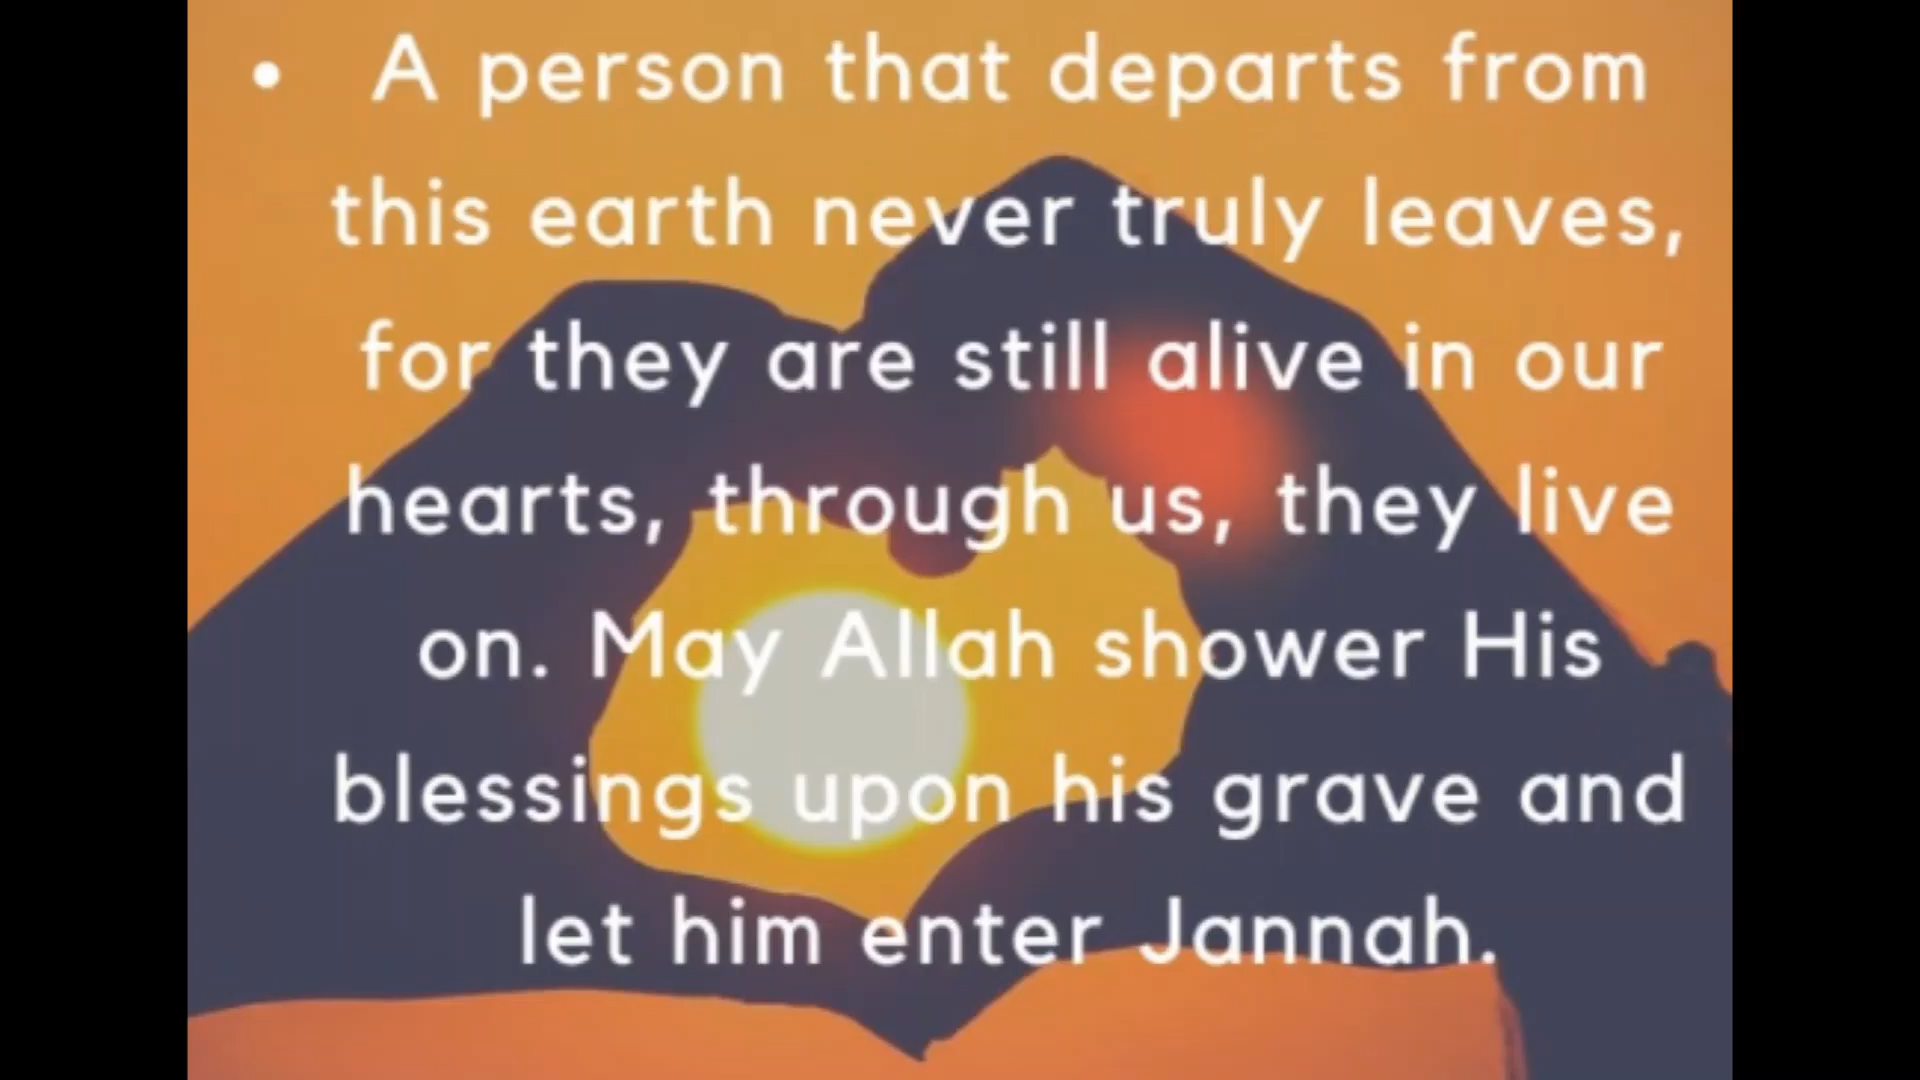 • A person that departs from
this earth never truly leaves,
for they are still alive in our
hearts, through us, they live
on. May Allah shower His
blessings upon his grave and
let him enter Jannah.